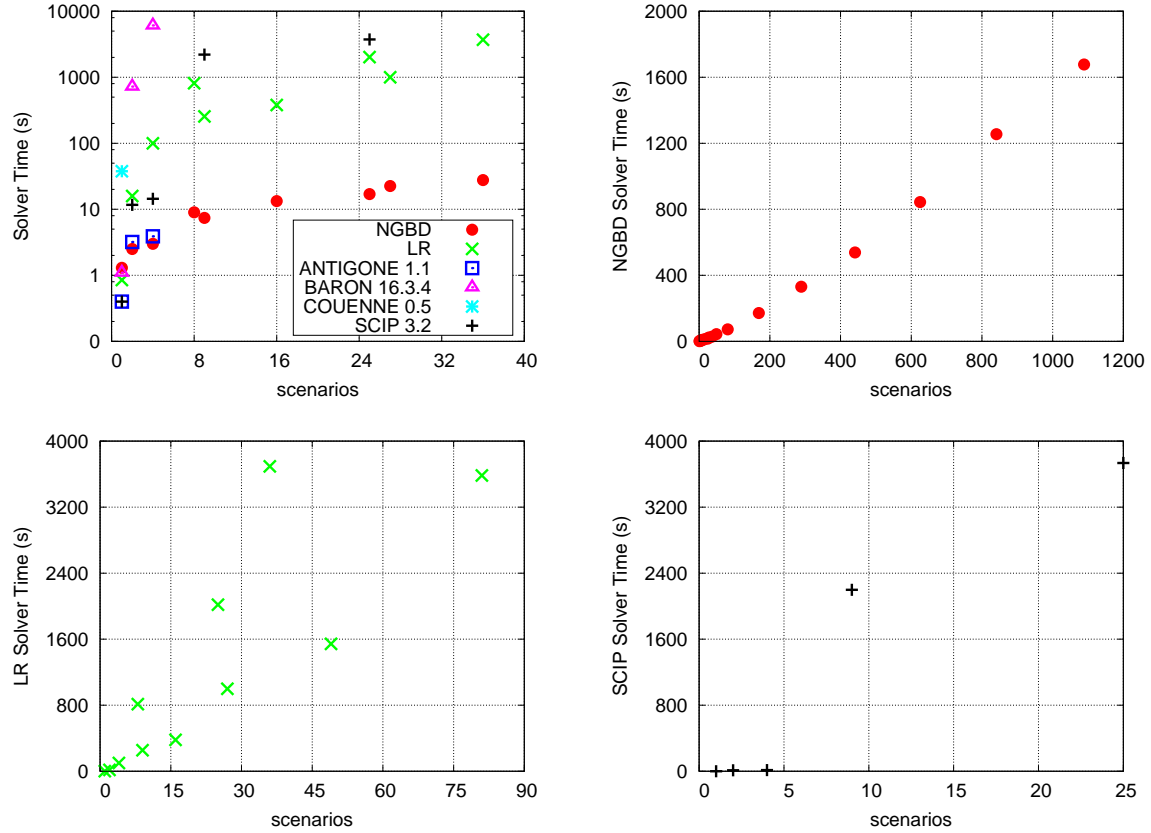 10000
1000
100
10
1
0
Solver Time (s)
NGBD
LR
ANTIGONE 1.1
BARON 16.3.4
COUENNE 0.5
SCIP 3.2
0 8 16 24 32 40
scenarios
2000
1600
1200
800
400
0
NGBD Solver Time (s)
0 200 400 600 800 1000 1200
scenarios
4000
3200
2400
1600
800
0
LR Solver Time (s)
0 15 30 45 60 75 90
scenarios
4000
3200
2400
1600
800
0
SCIP Solver Time (s)
0 5 10 15 20 25
scenarios